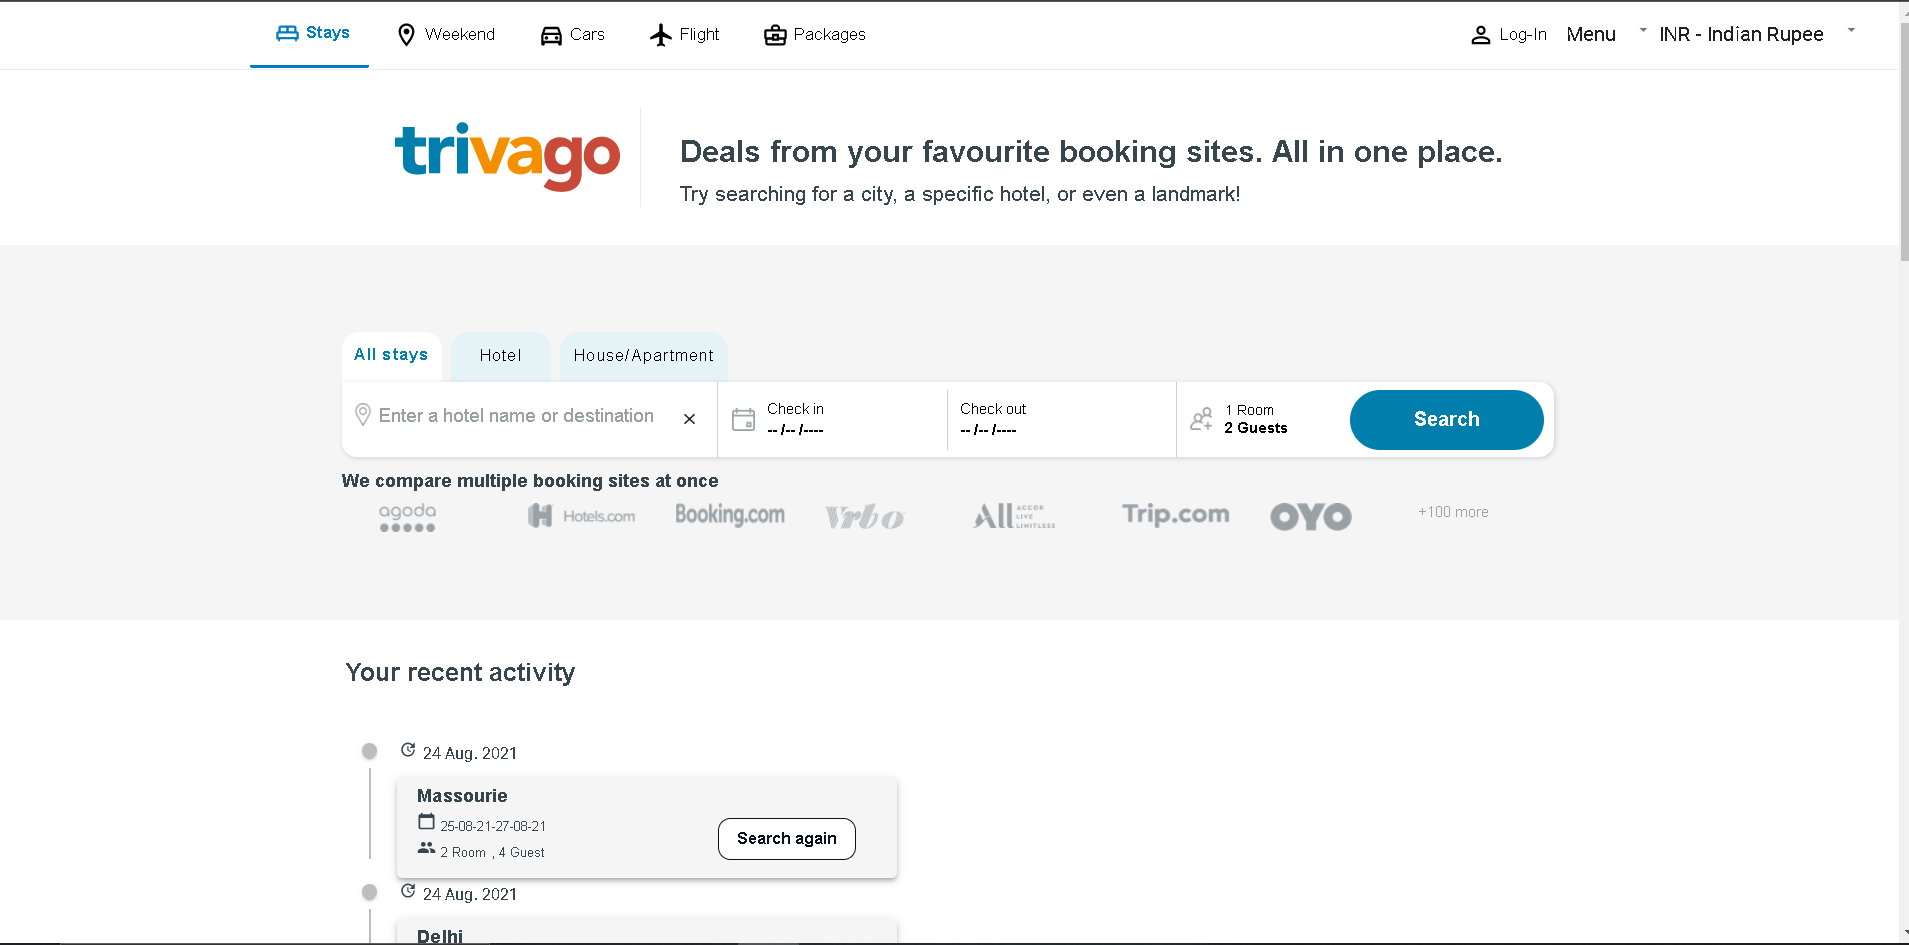 Stays Weekend Cars Flight Packages Log-In Menu INR - Indian Rupee
trivago
Deals from your favourite booking sites. All in one place.
Try searching for a city, a specific hotel, or even a landmark!
All stays Hotel House/Apartment
Enter a hotel name or destination
Check in
-- /-- /----
Check out
-- /-- /----
1 Room
2 Guests
Search
We compare multiple booking sites at once
agoda Hotels.com Booking.com Vrbo ALL ACCOR LIVE LIMITLESS Trip.com OYO +100 more
Your recent activity
24 Aug. 2021
Massourie
25-08-21-27-08-21
2 Room , 4 Guest
Search again
24 Aug. 2021
Delhi